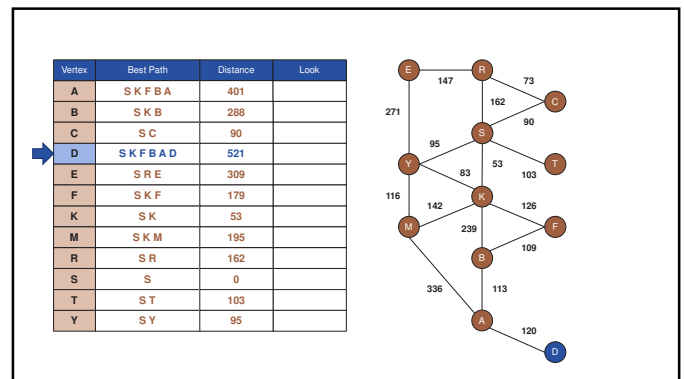 Vertex Best Path Distance Look
A S K F B A 401
B S K B 288
C S C 90
D S K F B A D 521
E S R E 309
F S K F 179
K S K 53
M S K M 195
R S R 162
S S 0
T S T 103
Y S Y 95
E R
147 73
C
271 162
90
S
95
53
Y T
83 103
116 K
142 126
M F
239 109
B
336 113
A
120
D